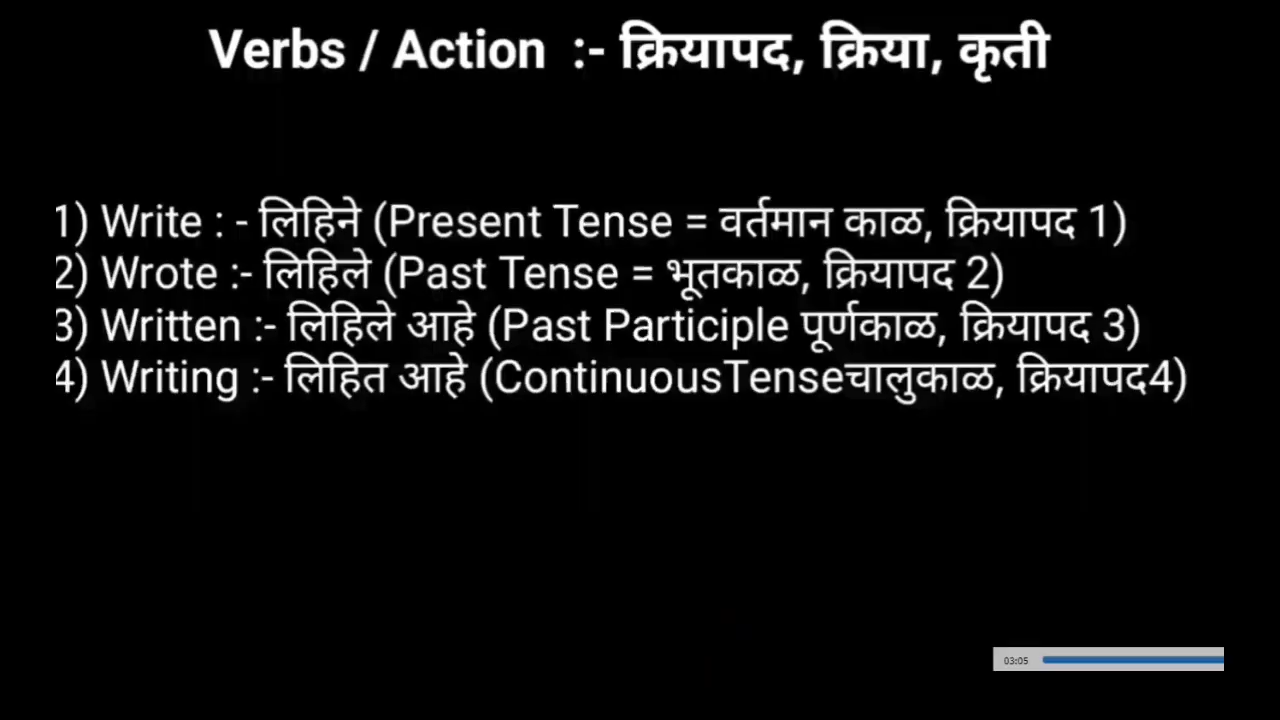 Verbs / Action :- क्रियापद, क्रिया, कृती
1) Write : - लिहिने (Present Tense = वर्तमान काळ, क्रियापद 1)
2) Wrote :- लिहिले (Past Tense = भूतकाळ, क्रियापद 2)
3) Written :- लिहिले आहे (Past Participle पूर्णकाळ, क्रियापद 3)
4) Writing :- लिहित आहे (ContinuousTenseचालुकाळ, क्रियापद4)
03:05